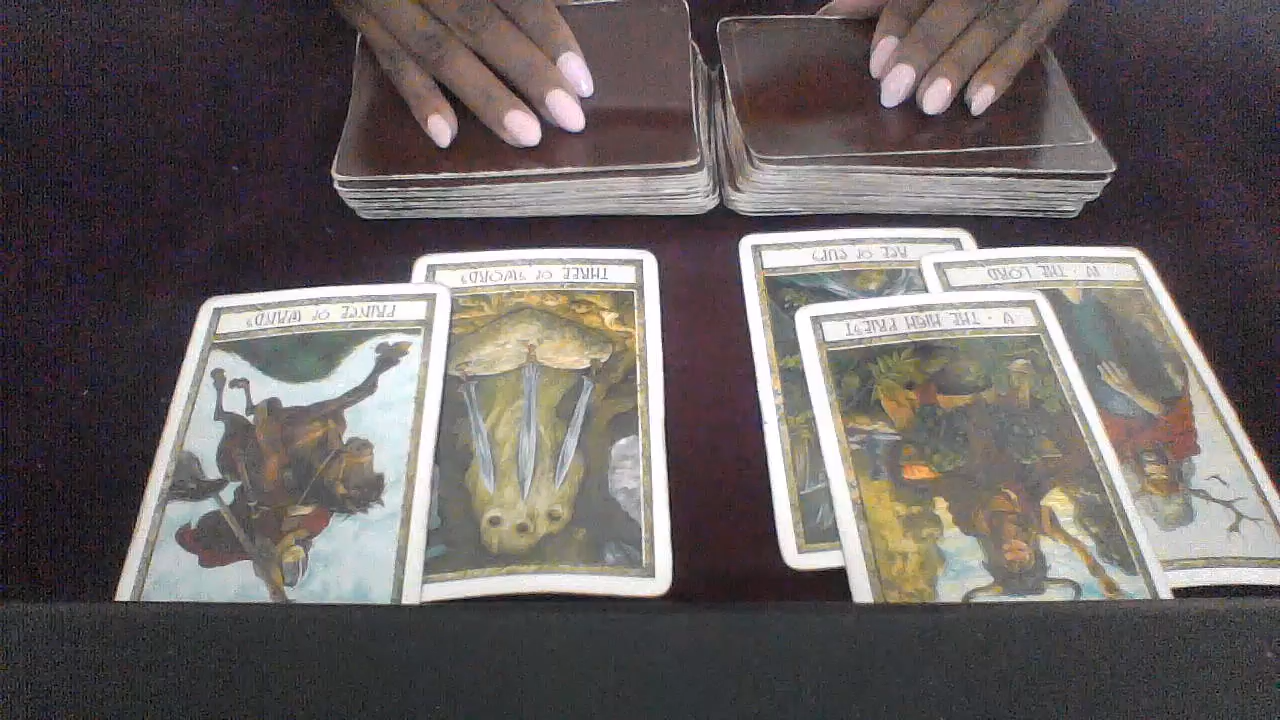 PRINCE OF WANDS
THREE OF SWORDS
ACE OF CUPS
V · THE HIGH PRIEST
IV · THE LORD